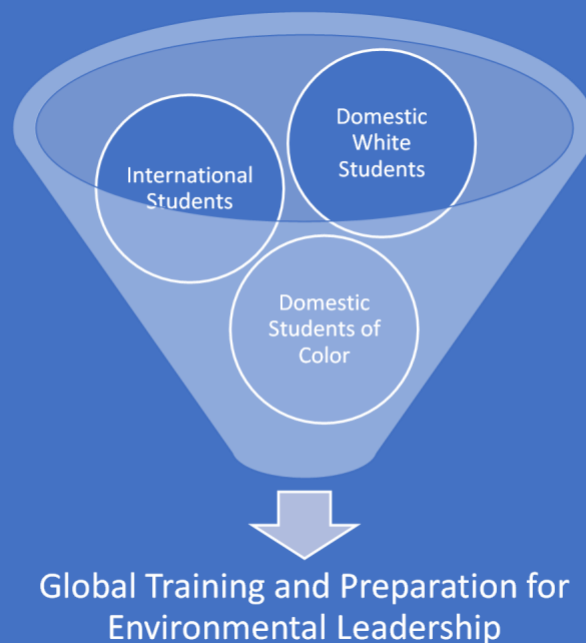 Domestic
White
Students
International
Students
Domestic
Students of
Color
Global Training and Preparation for
Environmental Leadership